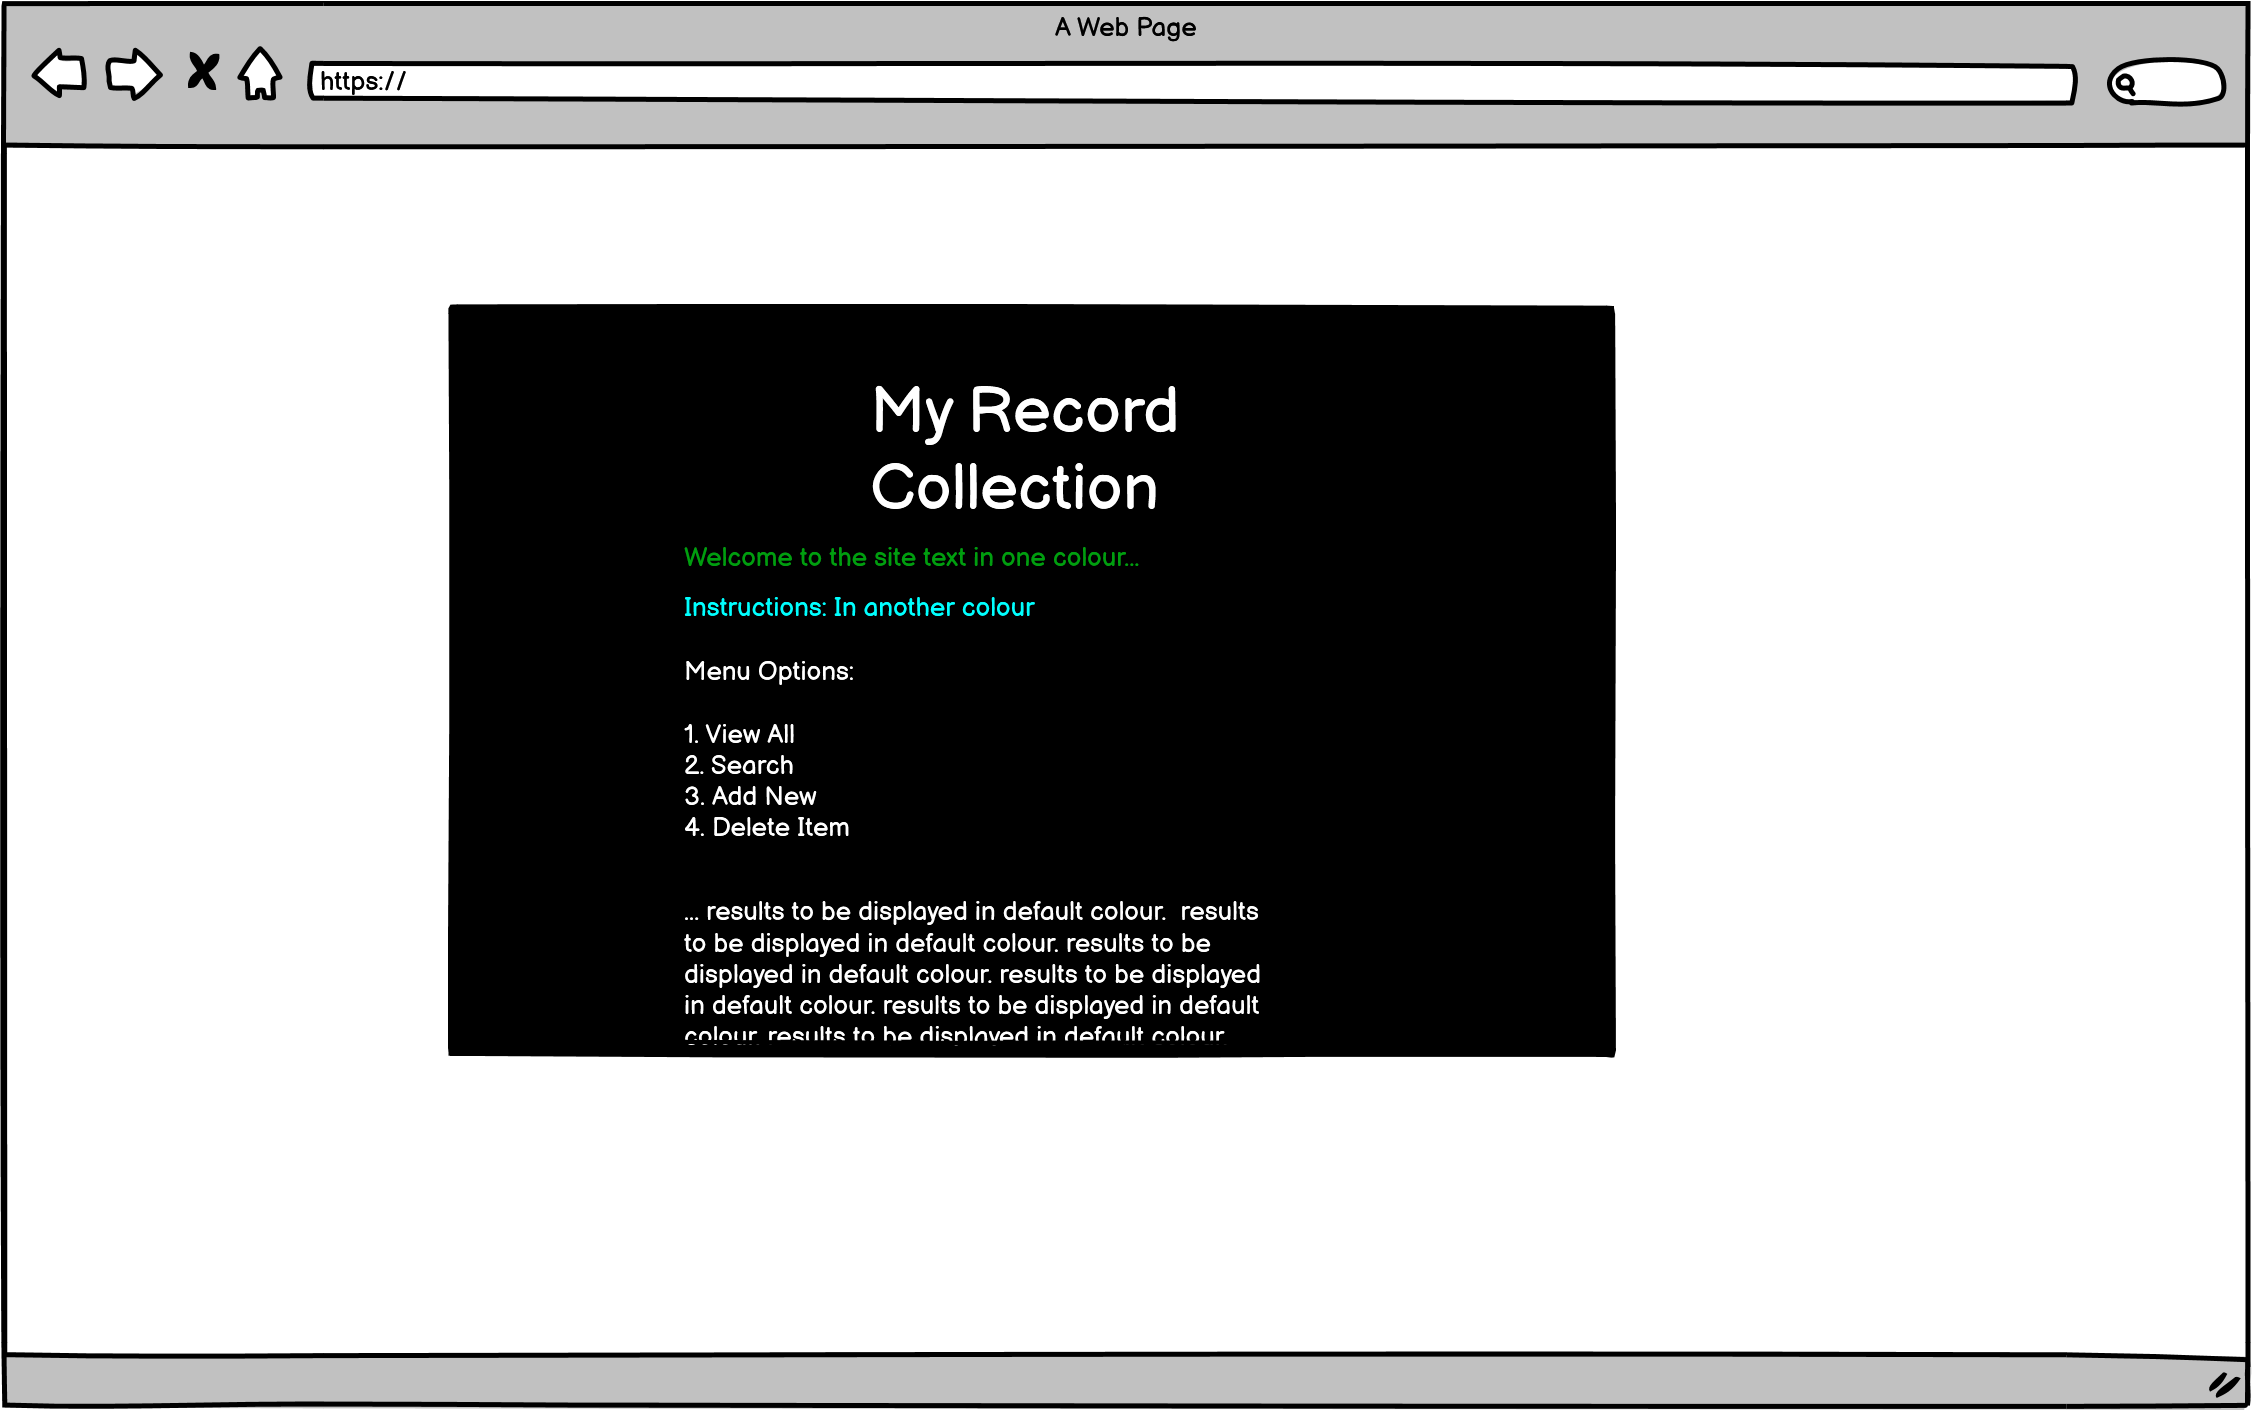 A Web Page
https://
My Record
Collection
Welcome to the site text in one colour...
Instructions: In another colour
Menu Options:
1. View All
2. Search
3. Add New
4. Delete Item
... results to be displayed in default colour.  results
to be displayed in default colour. results to be
displayed in default colour. results to be displayed
in default colour. results to be displayed in default
colour. results to be displayed in default colour.